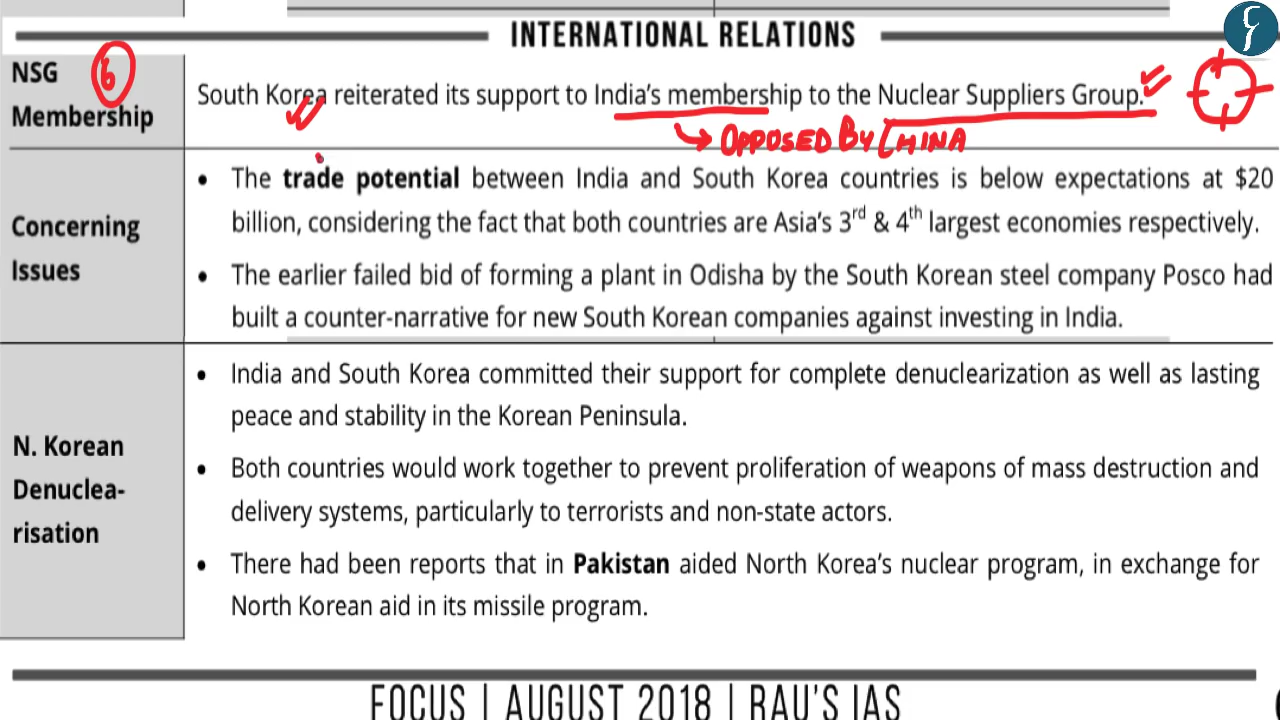 INTERNATIONAL RELATIONS
NSG
Membership
6
South Korea reiterated its support to India's membership to the Nuclear Suppliers Group.
OPPOSED BY CHINA
Concerning
Issues
• The trade potential between India and South Korea countries is below expectations at $20
billion, considering the fact that both countries are Asia's 3rd & 4th largest economies respectively.
• The earlier failed bid of forming a plant in Odisha by the South Korean steel company Posco had
built a counter-narrative for new South Korean companies against investing in India.
N. Korean
Denuclea-
risation
• India and South Korea committed their support for complete denuclearization as well as lasting
peace and stability in the Korean Peninsula.
• Both countries would work together to prevent proliferation of weapons of mass destruction and
delivery systems, particularly to terrorists and non-state actors.
• There had been reports that in Pakistan aided North Korea's nuclear program, in exchange for
North Korean aid in its missile program.
FOCUS | AUGUST 2018 | RAU'S IAS